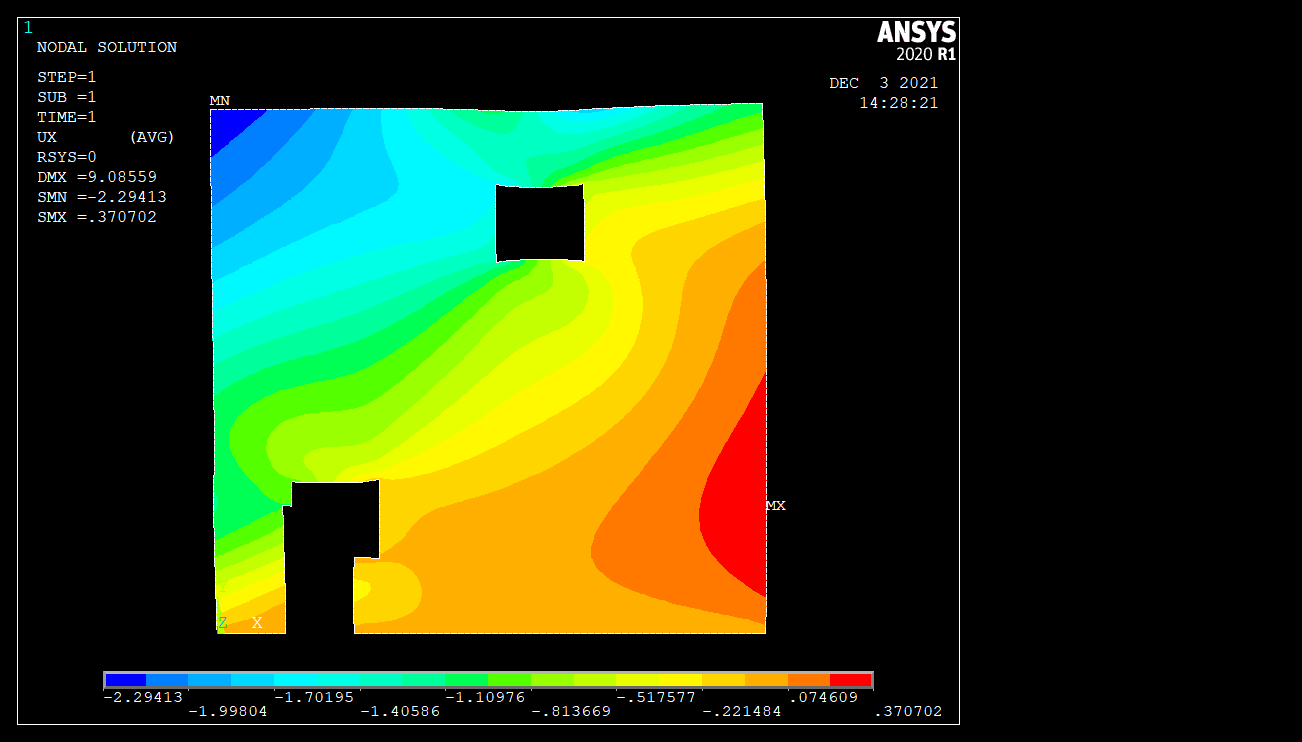 1
NODAL SOLUTION
STEP=1
SUB =1
TIME=1
UX (AVG)
RSYS=0
DMX =9.08559
SMN =-2.29413
SMX =.370702
ANSYS
2020 R1
DEC 3 2021
14:28:21
MN
MX
Z X
-2.29413 -1.70195 -1.10976 -.517577 .074609
-1.99804 -1.40586 -.813669 -.221484 .370702